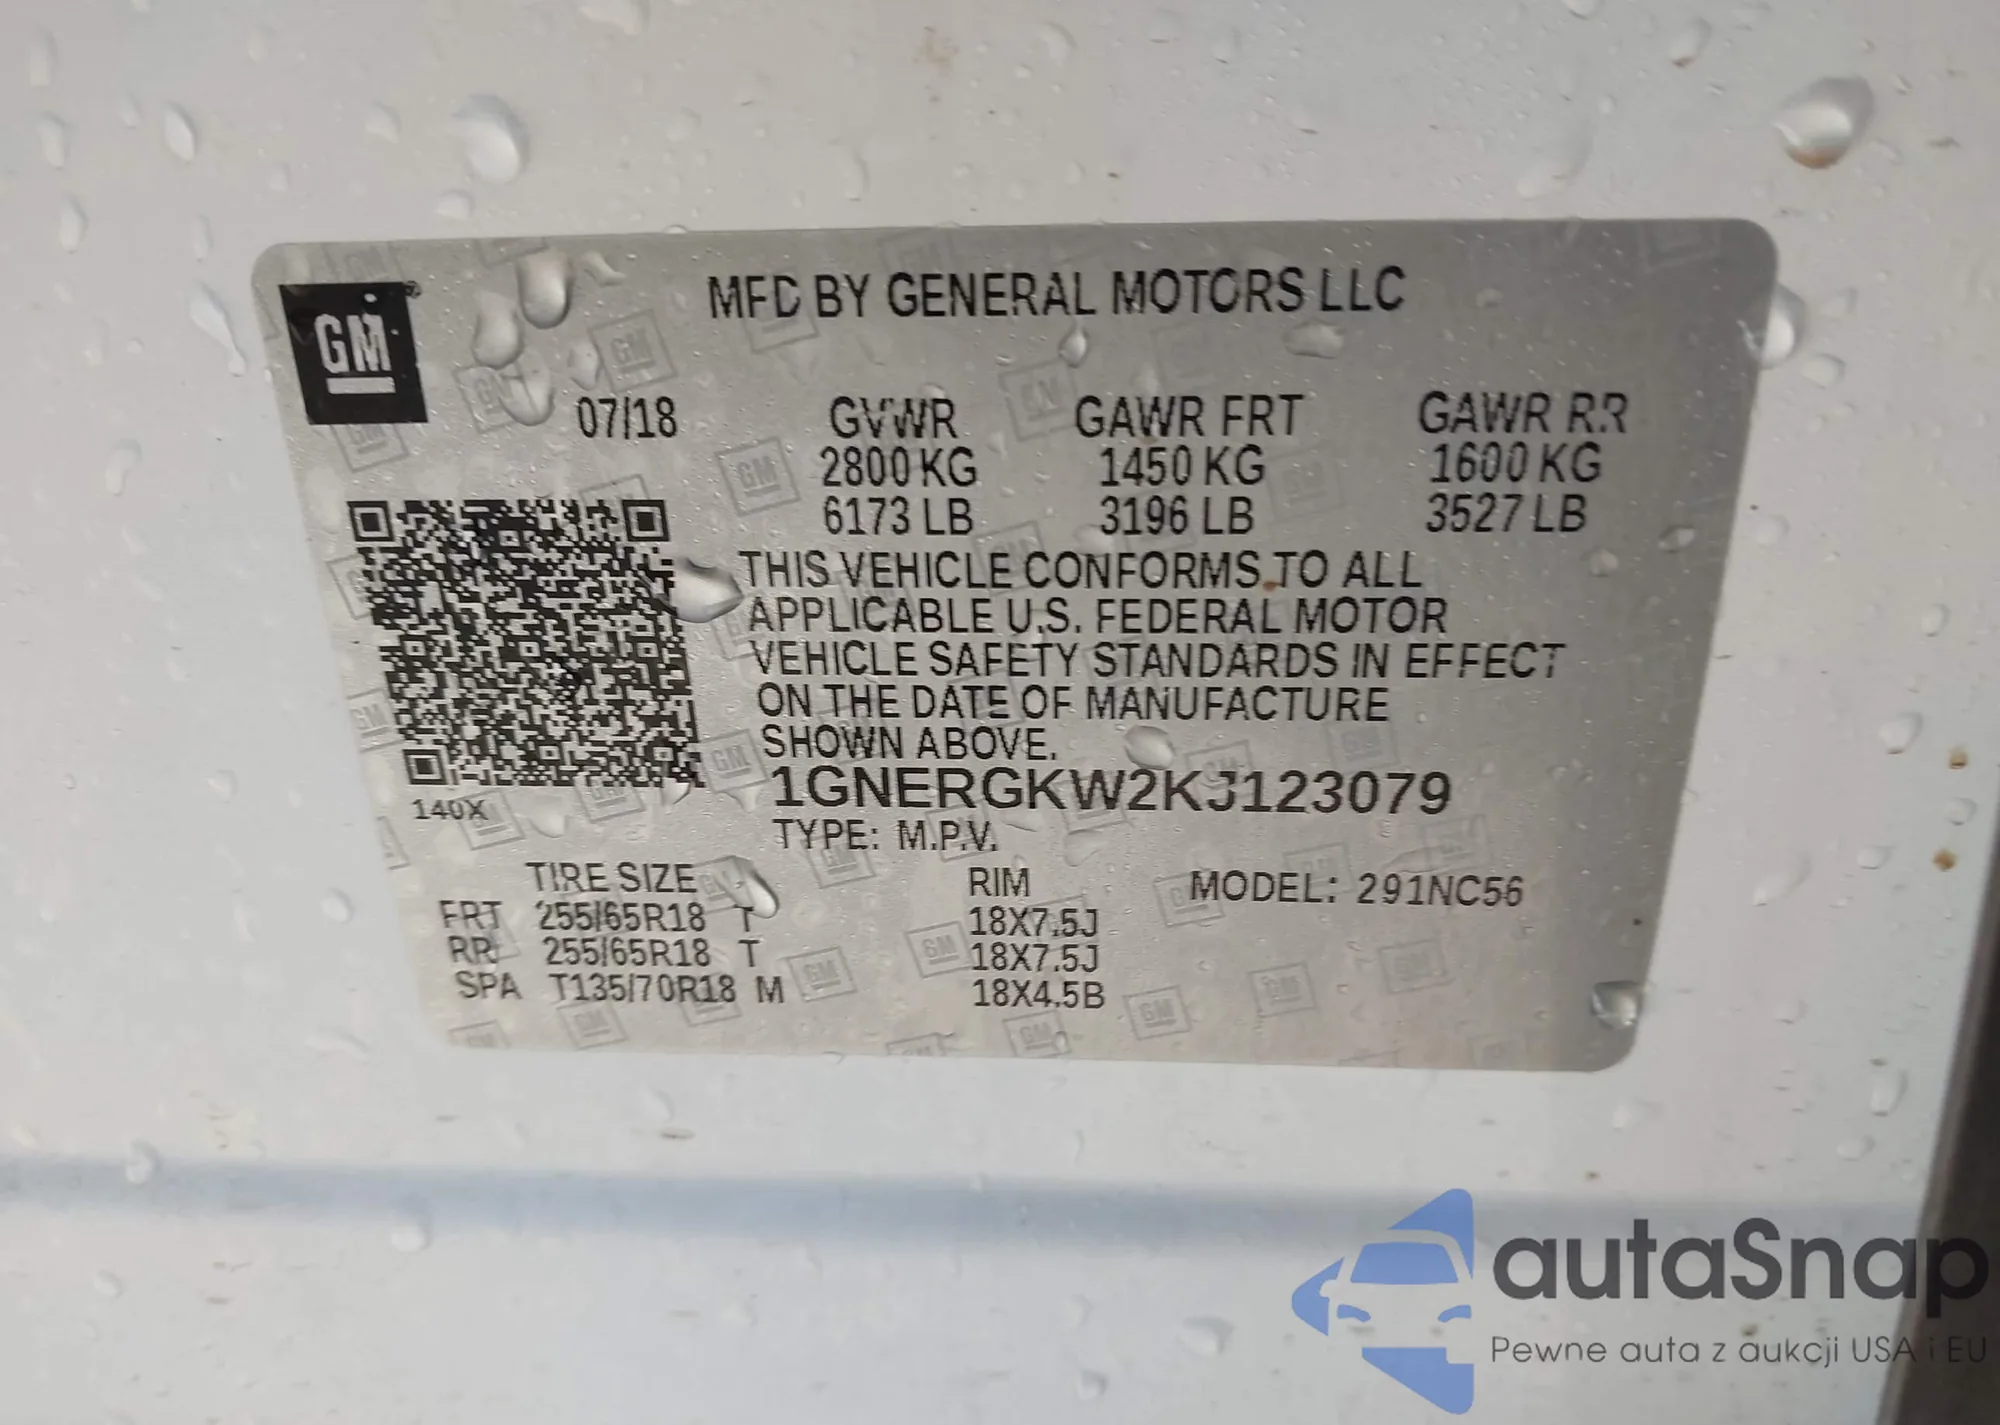 GM
MFD BY GENERAL MOTORS LLC
07/18 GVWR GAWR FRT GAWR RR
2800 KG 1450 KG 1600 KG
6173 LB 3196 LB 3527 LB
THIS VEHICLE CONFORMS TO ALL
APPLICABLE U.S. FEDERAL MOTOR
VEHICLE SAFETY STANDARDS IN EFFECT
ON THE DATE OF MANUFACTURE
SHOWN ABOVE.
1GNERGKW2KJ123079
140X
TYPE: M.P.V.
TIRE SIZE RIM MODEL: 291NC56
FRT 255/65R18 T 18X7.5J
RR 255/65R18 T 18X7.5J
SPA T135/70R18 M 18X4.5B
autaSnap
Pewne auta z aukcji USA i EU